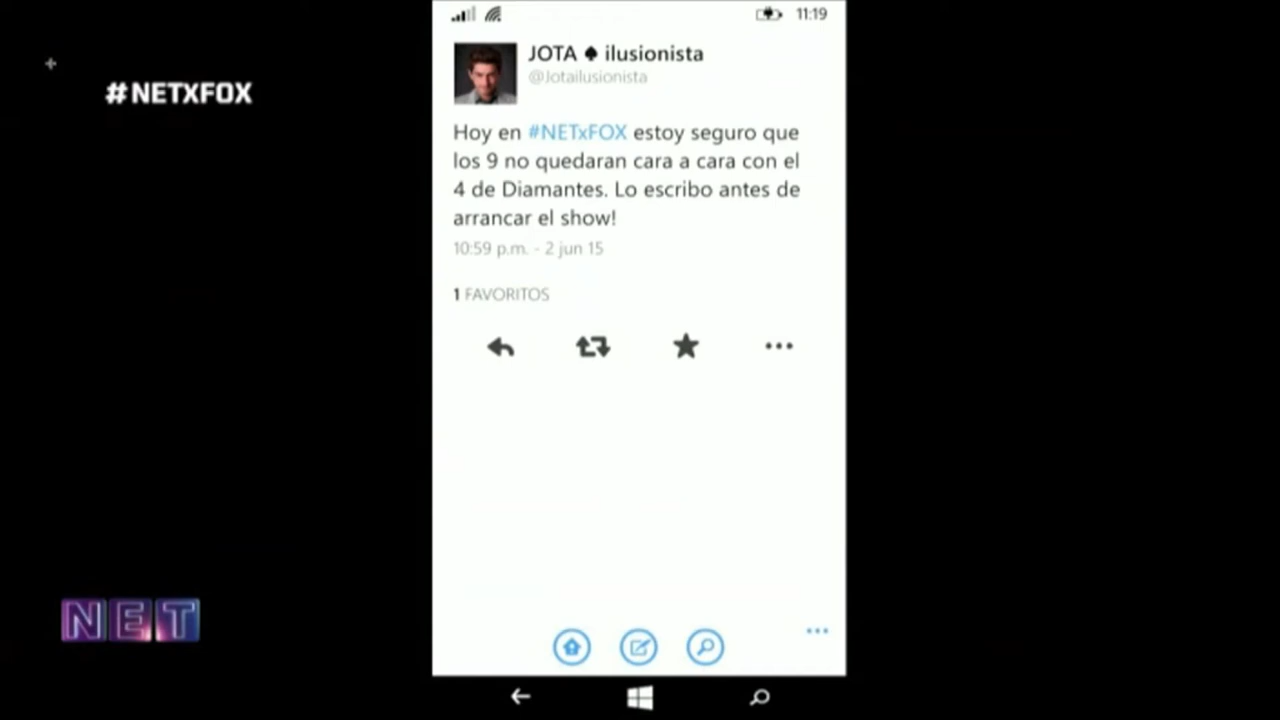 11:19
#NETXFOX
JOTA ♠ ilusionista
@Jotailusionista
Hoy en #NETxFOX estoy seguro que
los 9 no quedaran cara a cara con el
4 de Diamantes. Lo escribo antes de
arrancar el show!
10:59 p.m. - 2 jun 15
1 FAVORITOS
NET